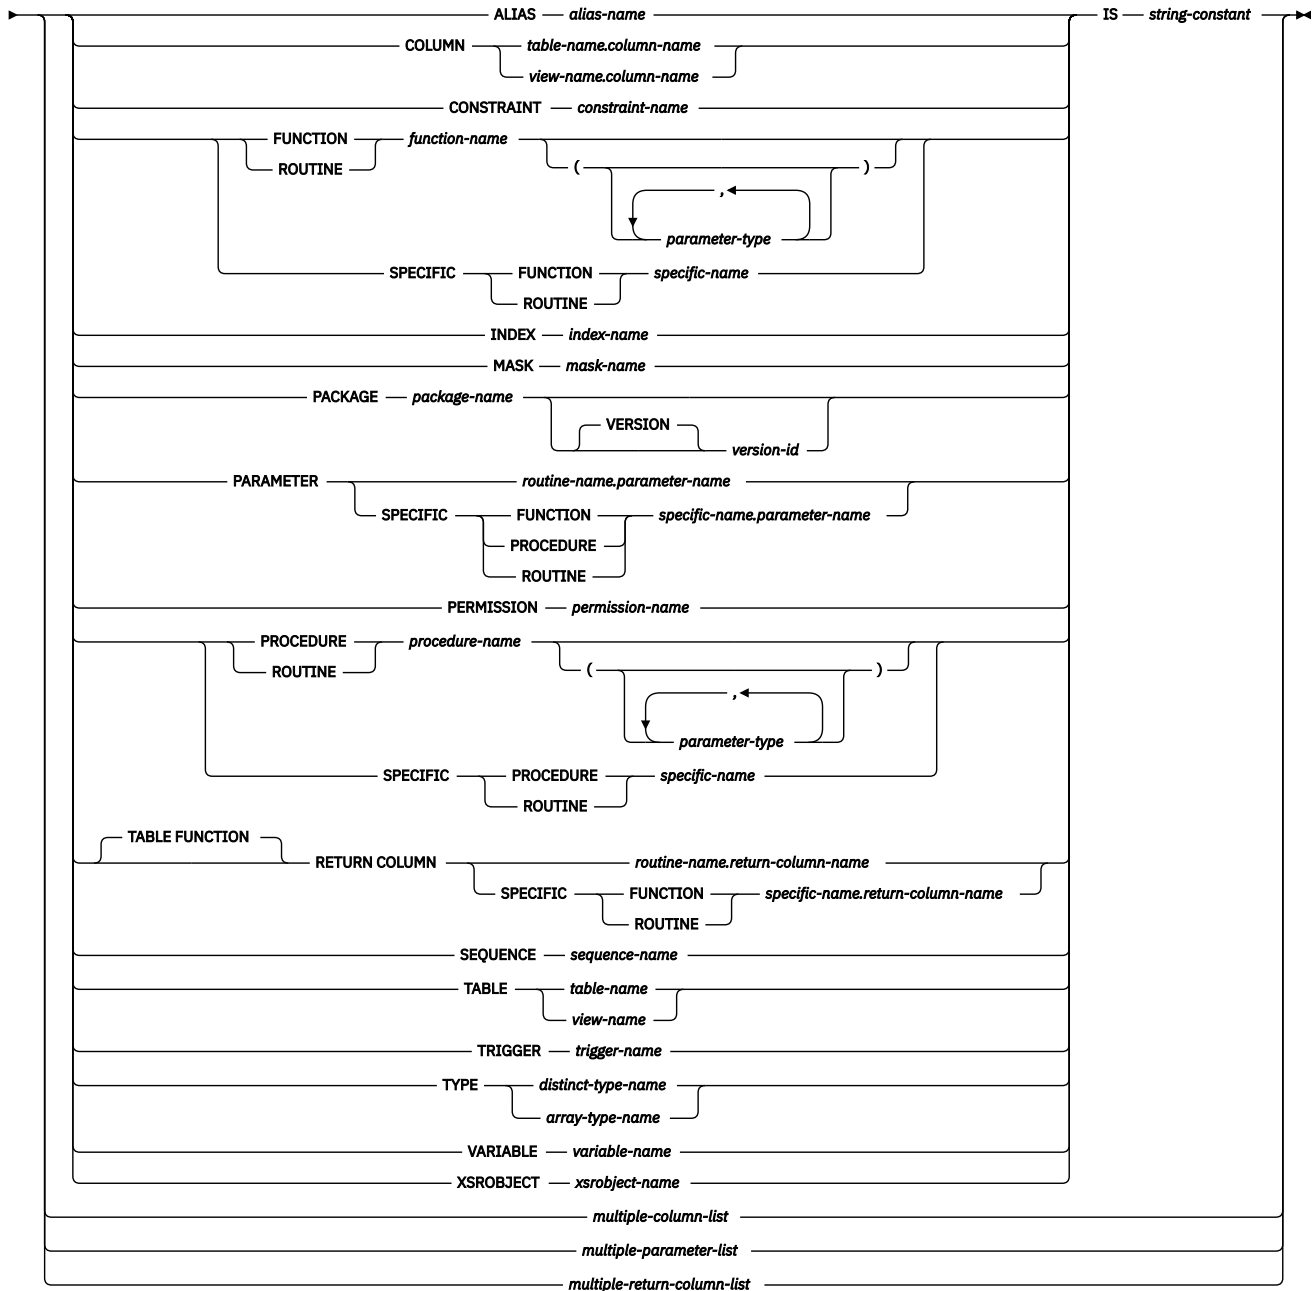 ALIAS alias-name IS string-constant
COLUMN table-name.column-name
view-name.column-name
CONSTRAINT constraint-name
FUNCTION function-name
ROUTINE ( )
,
parameter-type
SPECIFIC FUNCTION specific-name
ROUTINE
INDEX index-name
MASK mask-name
PACKAGE package-name
VERSION
version-id
PARAMETER routine-name.parameter-name
SPECIFIC FUNCTION specific-name.parameter-name
PROCEDURE
ROUTINE
PERMISSION permission-name
PROCEDURE procedure-name
ROUTINE ( )
,
parameter-type
SPECIFIC PROCEDURE specific-name
ROUTINE
TABLE FUNCTION
RETURN COLUMN routine-name.return-column-name
SPECIFIC FUNCTION specific-name.return-column-name
ROUTINE
SEQUENCE sequence-name
TABLE table-name
view-name
TRIGGER trigger-name
TYPE distinct-type-name
array-type-name
VARIABLE variable-name
XSROBJECT xsrobject-name
multiple-column-list
multiple-parameter-list
multiple-return-column-list